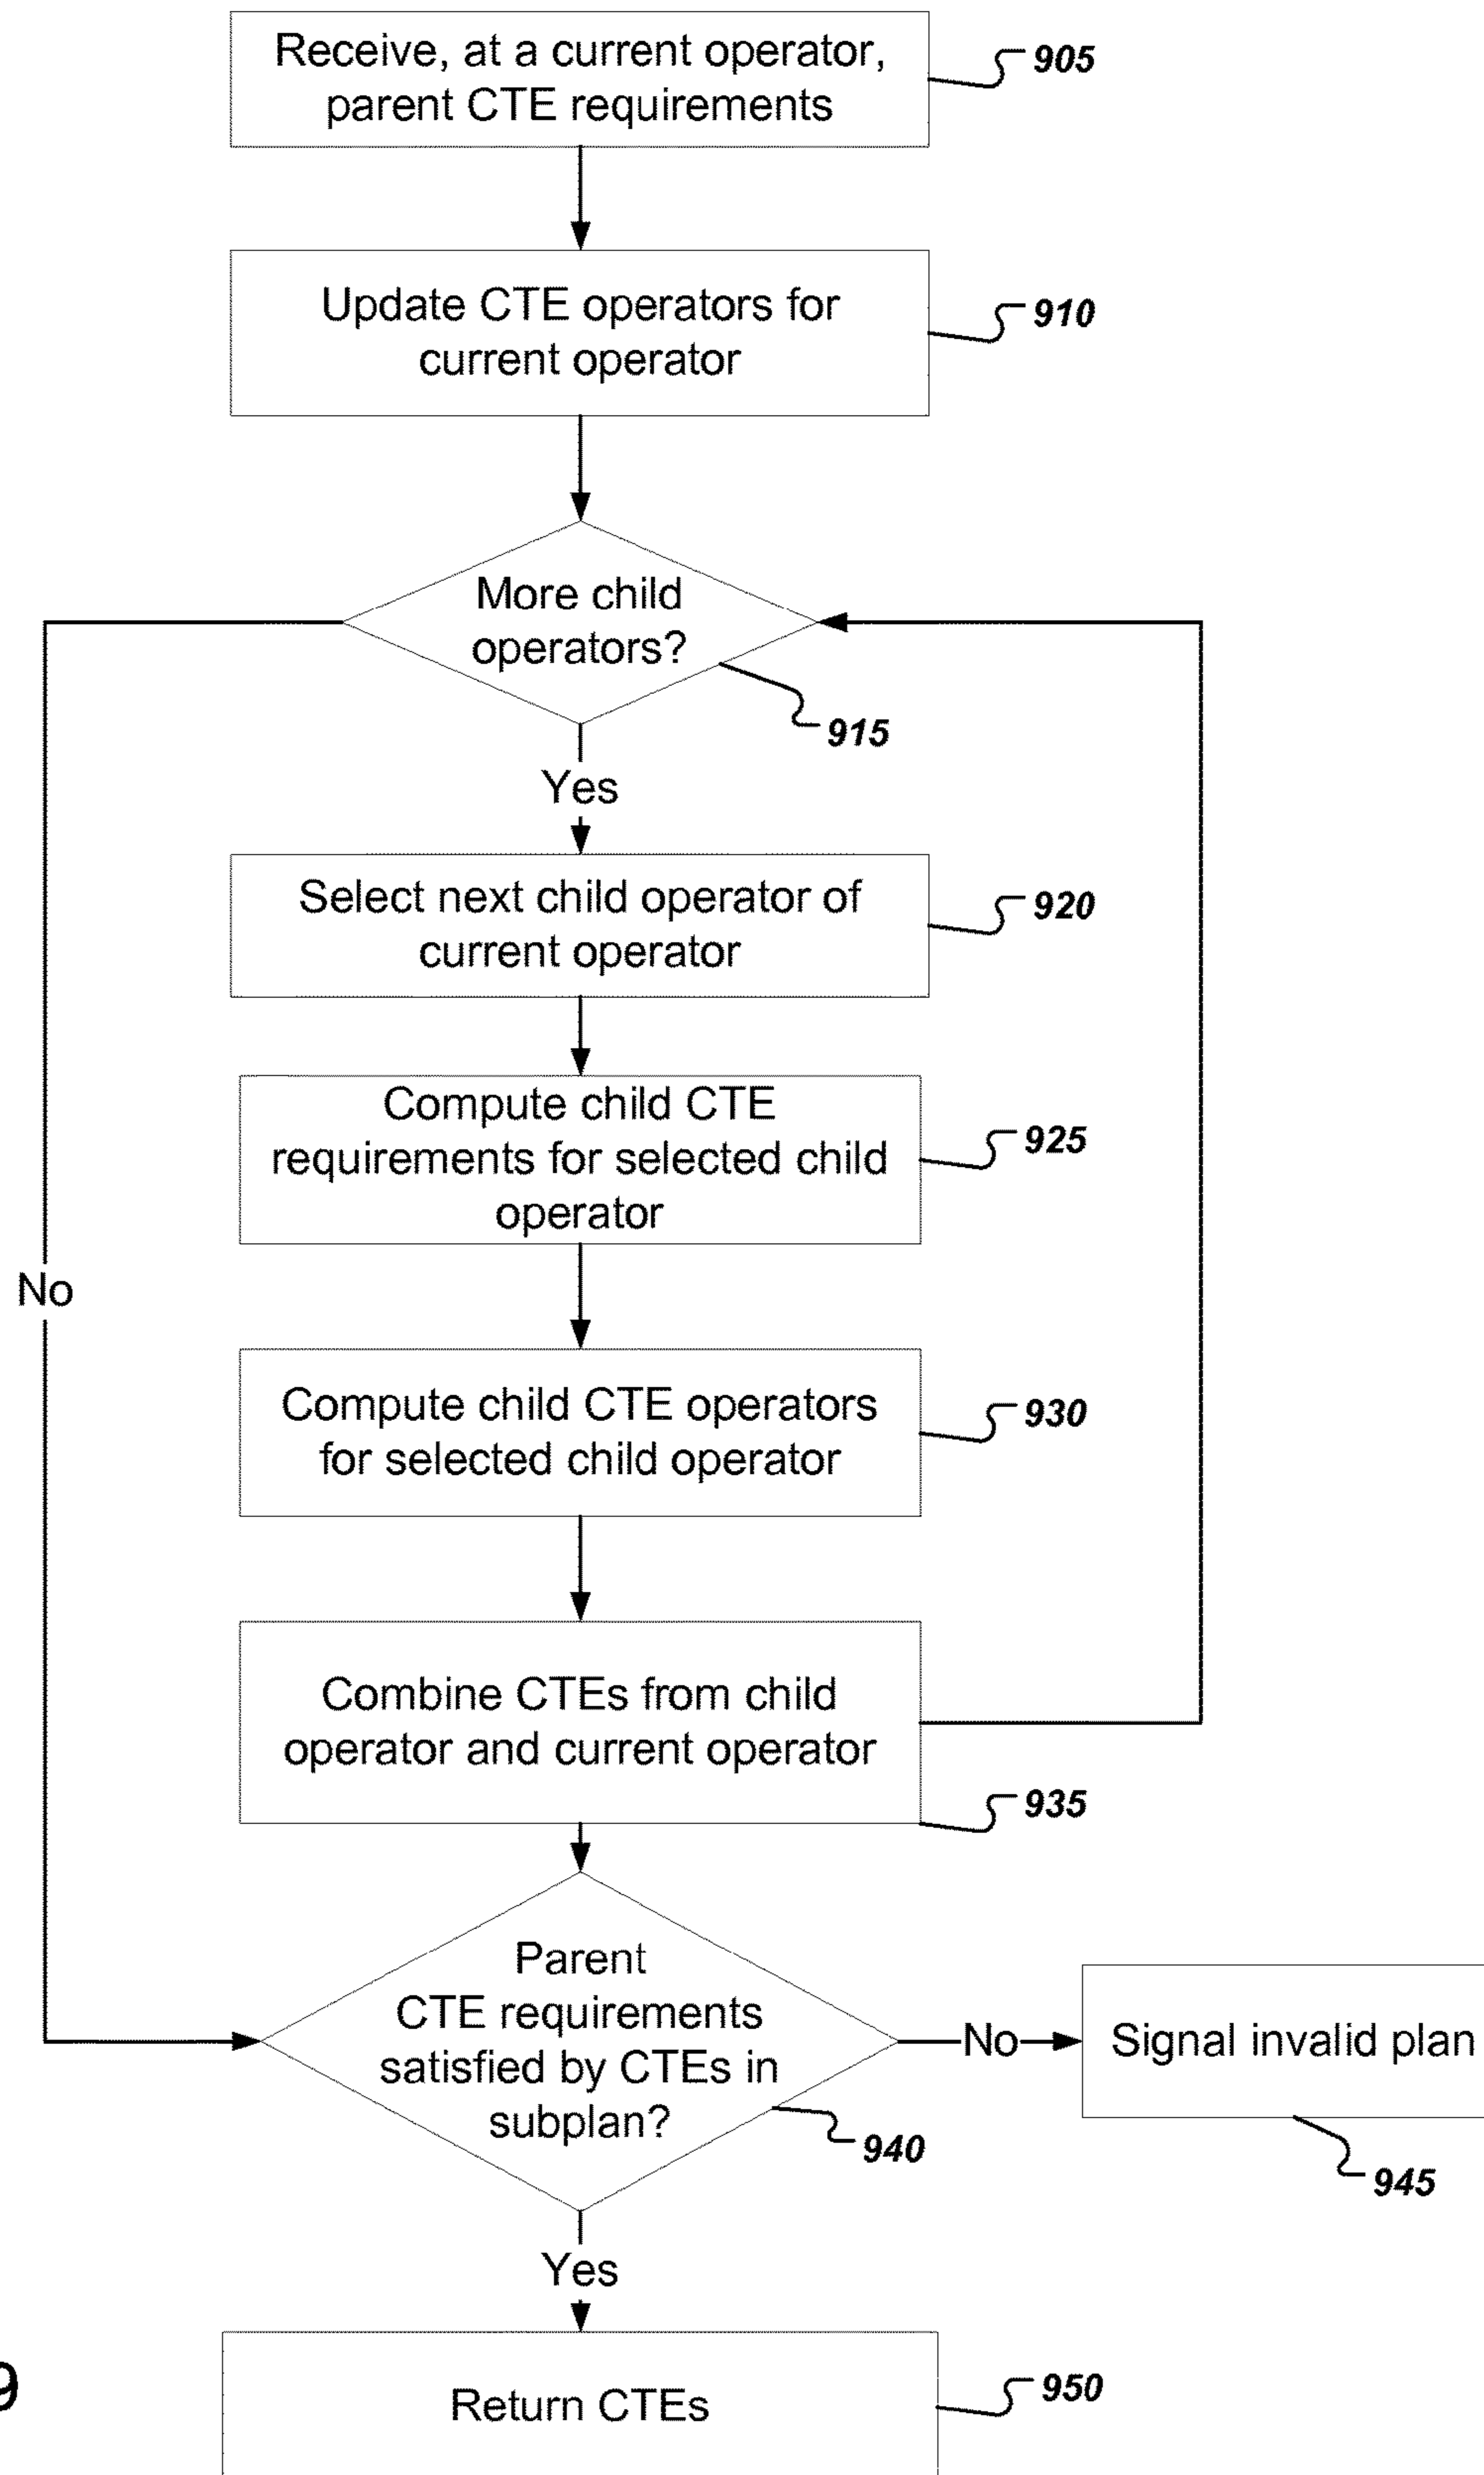 Receive, at a current operator,
parent CTE requirements
905
Update CTE operators for
current operator
910
More child
operators?
915
Yes
Select next child operator of
current operator
920
Compute child CTE
requirements for selected child
operator
925
No
Compute child CTE operators
for selected child operator
930
Combine CTEs from child
operator and current operator
935
Parent
CTE requirements
satisfied by CTEs in
subplan?
940
No
Signal invalid plan
945
Yes
Return CTEs
950
9